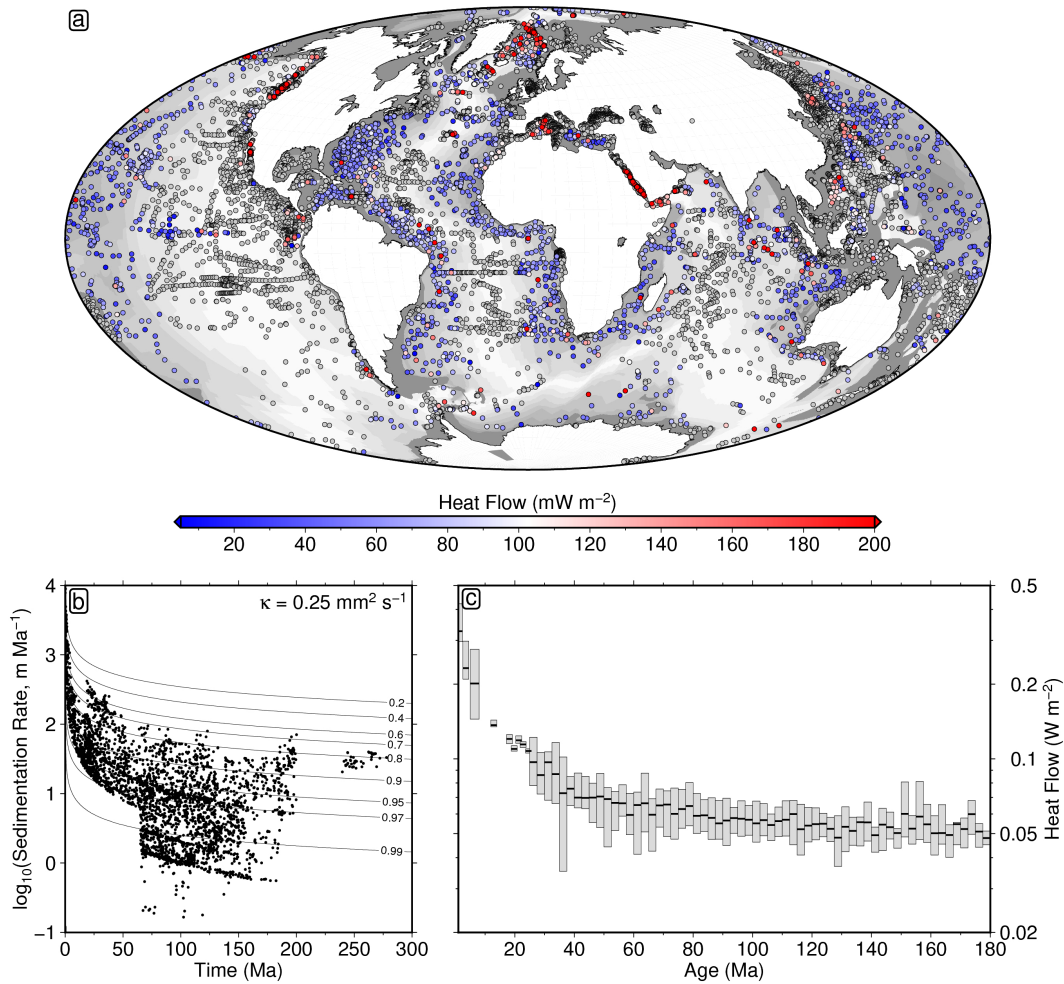 a
Heat Flow (mW m⁻²)
20 40 60 80 100 120 140 160 180 200
b
κ = 0.25 mm² s⁻¹
log₁₀(Sedimentation Rate, m Ma⁻¹)
4
3
2
1
0
−1
0.2
0.4
0.6
0.7
0.8
0.9
0.95
0.97
0.99
0 50 100 150 200 250 300
Time (Ma)
c
0.5
0.2
0.1
0.05
0.02
Heat Flow (W m⁻²)
20 40 60 80 100 120 140 160 180
Age (Ma)